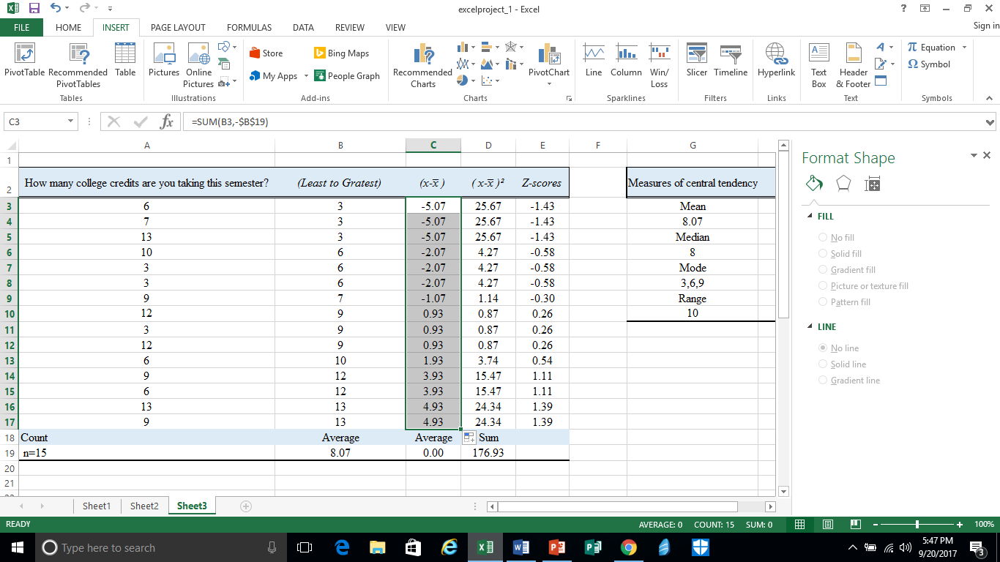 excelproject_1 - Excel
?
Sign in
FILE HOME INSERT PAGE LAYOUT FORMULAS DATA REVIEW VIEW
PivotTable Recommended PivotTables Table
Pictures Online Pictures
Store
My Apps
Bing Maps
People Graph
Recommended Charts
PivotChart
Line Column Win/ Loss
Slicer Timeline
Hyperlink
Text Box Header & Footer
π Equation
Ω Symbol
Tables Illustrations Add-ins Charts Sparklines Filters Links Text Symbols
C3 fx =SUM(B3,-$B$19)
A B C D E F G
1
2 How many college credits are you taking this semester? (Least to Gratest) (x-x̅ ) ( x-x̅ )² Z-scores Measures of central tendency
3 6 3 -5.07 25.67 -1.43 Mean
4 7 3 -5.07 25.67 -1.43 8.07
5 13 3 -5.07 25.67 -1.43 Median
6 10 6 -2.07 4.27 -0.58 8
7 3 6 -2.07 4.27 -0.58 Mode
8 3 6 -2.07 4.27 -0.58 3,6,9
9 9 7 -1.07 1.14 -0.30 Range
10 12 9 0.93 0.87 0.26 10
11 3 9 0.93 0.87 0.26
12 12 9 0.93 0.87 0.26
13 6 10 1.93 3.74 0.54
14 9 12 3.93 15.47 1.11
15 6 12 3.93 15.47 1.11
16 13 13 4.93 24.34 1.39
17 9 13 4.93 24.34 1.39
18 Count Average Average Sum
19 n=15 8.07 0.00 176.93
20
21
Format Shape
FILL
No fill
Solid fill
Gradient fill
Picture or texture fill
Pattern fill
LINE
No line
Solid line
Gradient line
Sheet1 Sheet2 Sheet3
READY AVERAGE: 0 COUNT: 15 SUM: 0 100%
Type here to search
5:47 PM
9/20/2017
3